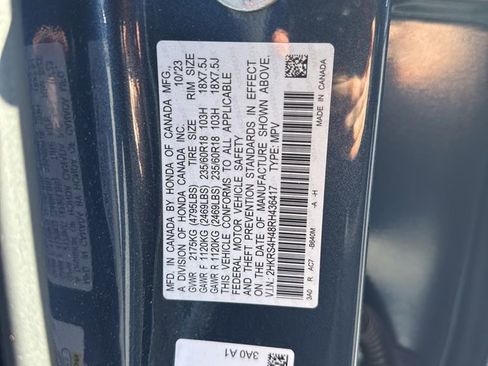 MFD. IN CANADA BY HONDA OF CANADA MFG.,
A DIVISION OF HONDA CANADA INC. 10/23
TIRE SIZE RIM SIZE
GVWR 2175KG (4795LBS)
GAWR F 1120KG (2469LBS) 235/60R18 103H 18X7.5J
GAWR R 1120KG (2469LBS) 235/60R18 103H 18X7.5J
THIS VEHICLE CONFORMS TO ALL APPLICABLE
FEDERAL MOTOR VEHICLE SAFETY
AND THEFT PREVENTION STANDARDS IN EFFECT
ON THE DATE OF MANUFACTURE SHOWN ABOVE.
V.I.N.: 2HKRS4H48RH436417 TYPE: MPV
3A0 R AC7 -B640M -A -H
MADE IN CANADA
3A0 A1